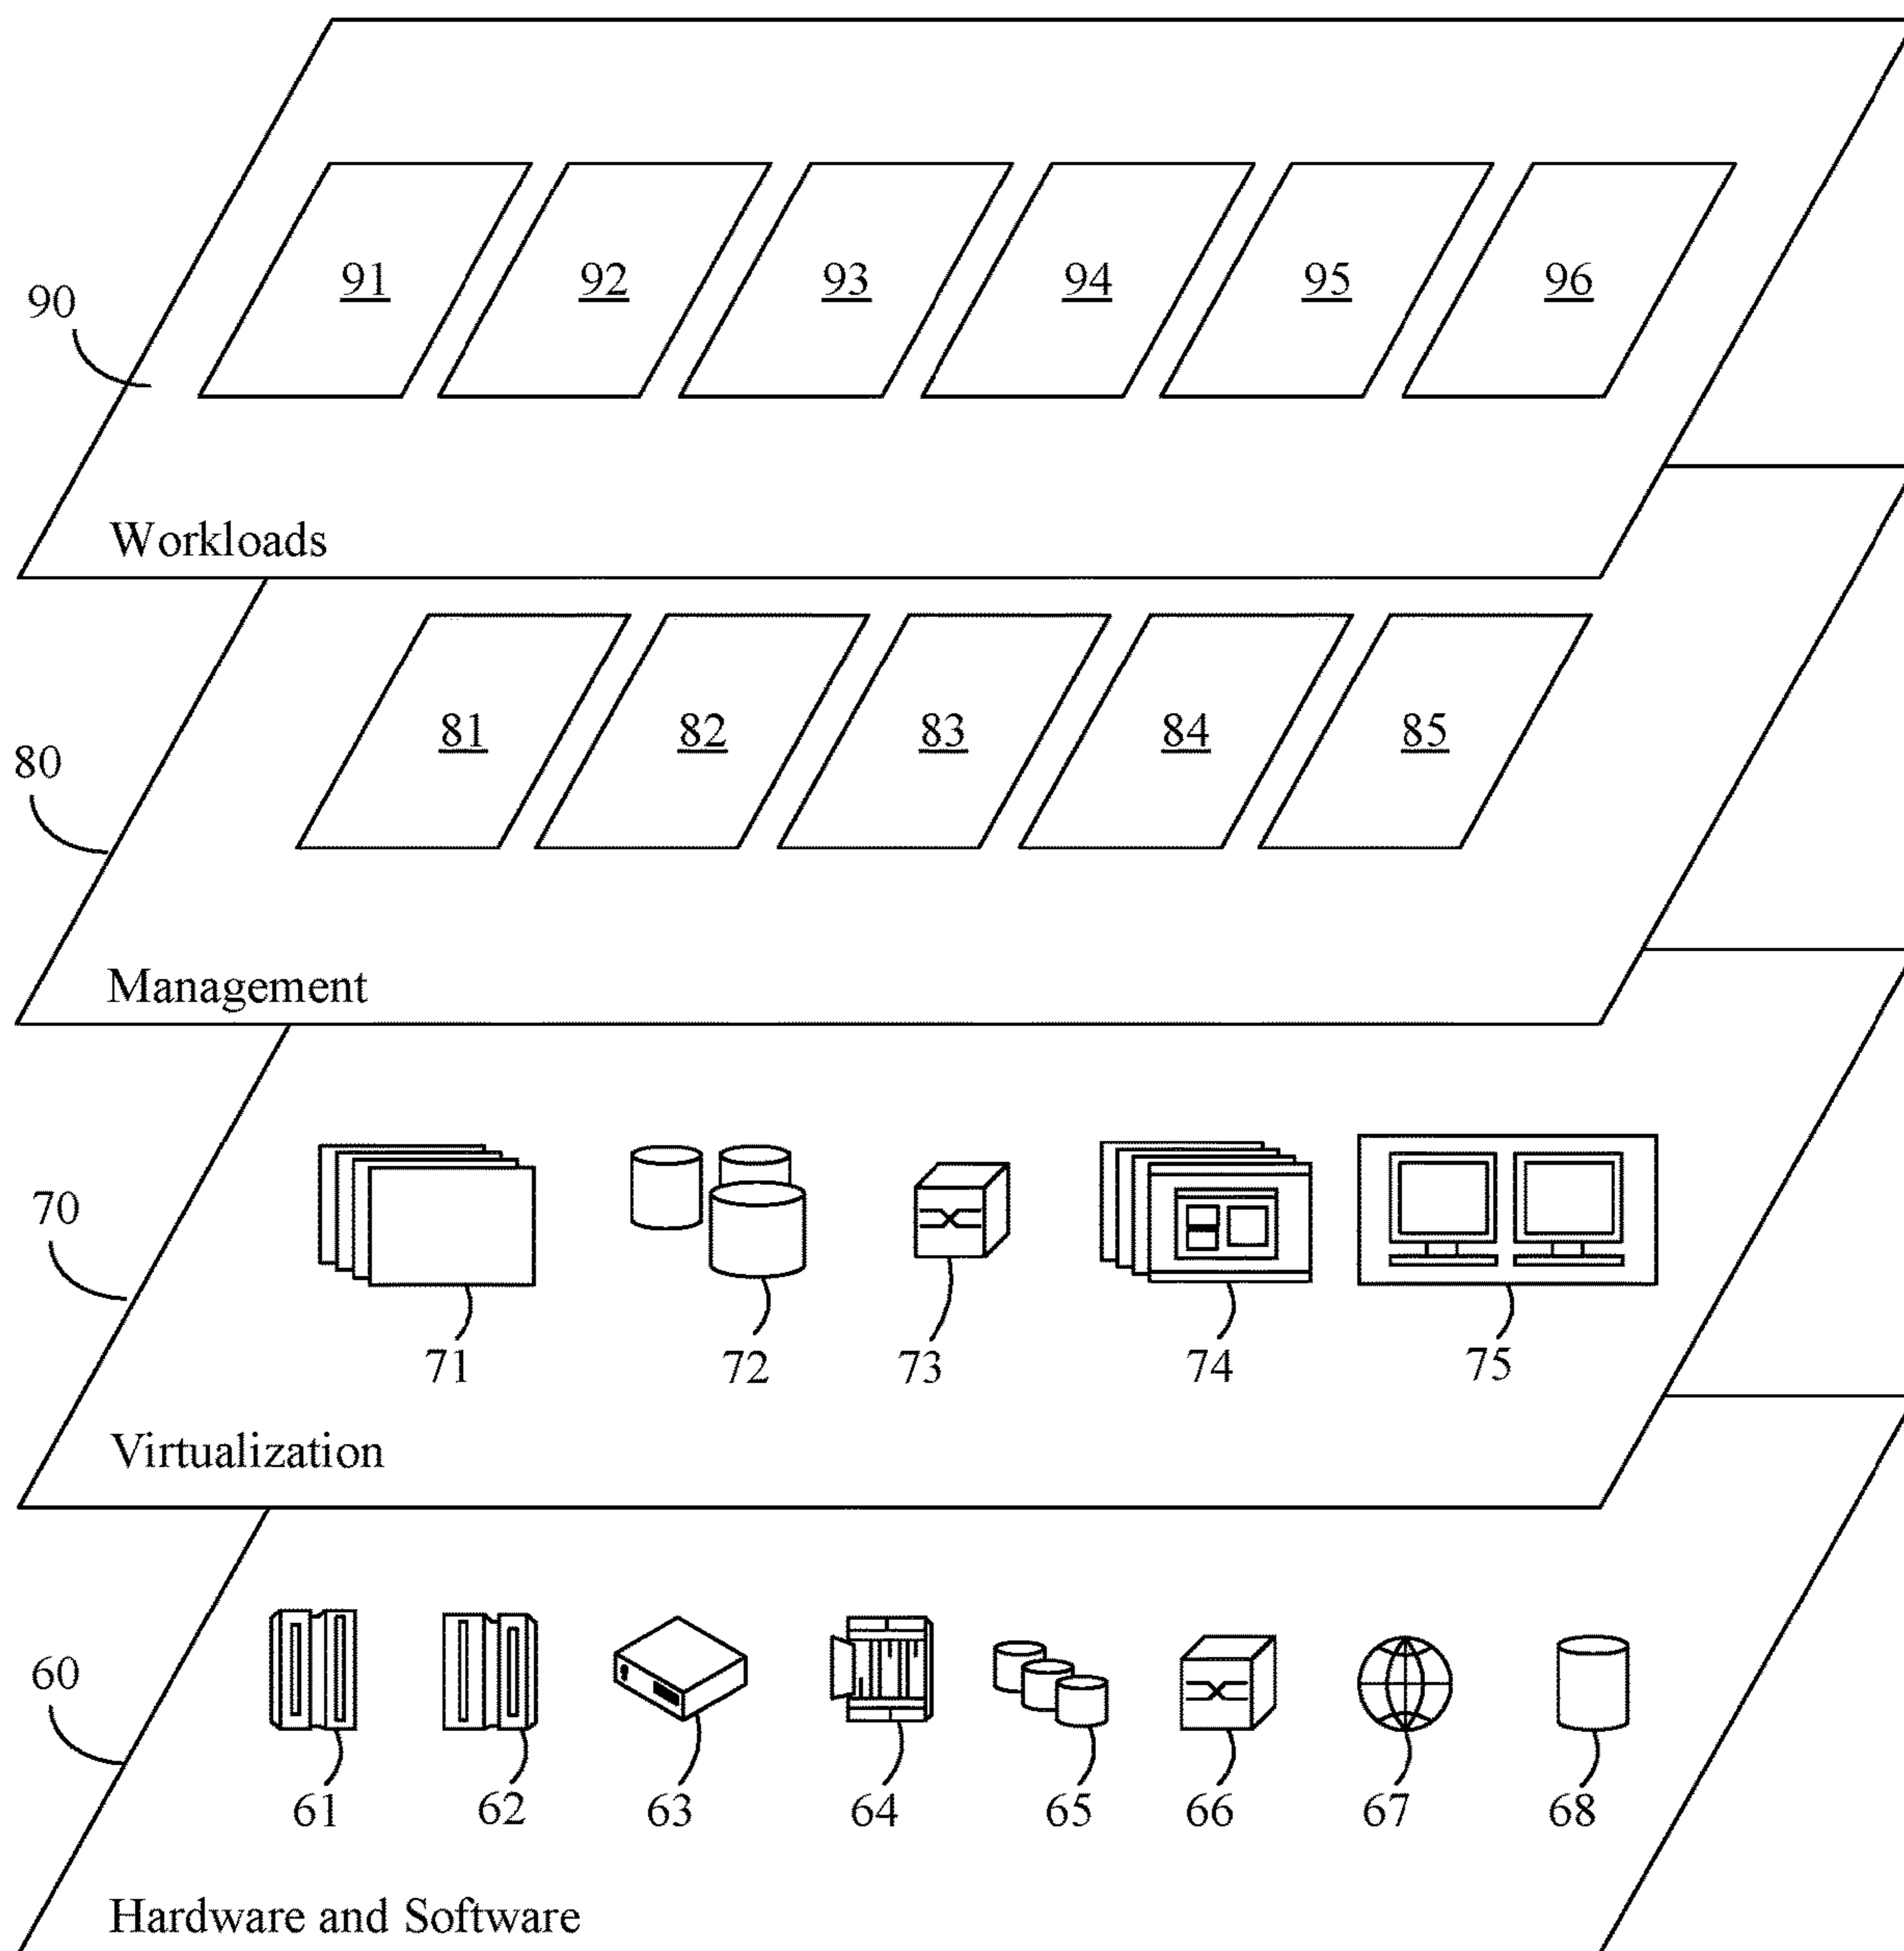 91 92 93 94 95 96
90
Workloads
81 82 83 84 85
80
Management
70
71 72 73 74 75
Virtualization
60
61 62 63 64 65 66 67 68
Hardware and Software